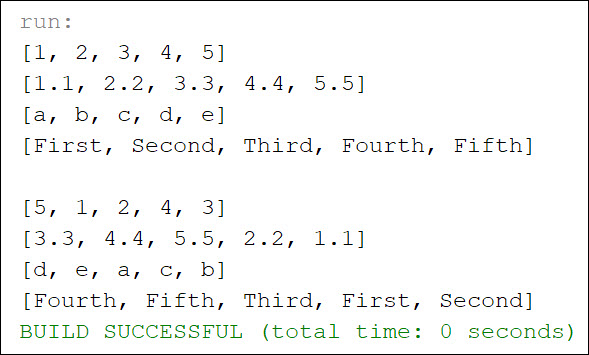 run:
[1, 2, 3, 4, 5]
[1.1, 2.2, 3.3, 4.4, 5.5]
[a, b, c, d, e]
[First, Second, Third, Fourth, Fifth]
[5, 1, 2, 4, 3]
[3.3, 4.4, 5.5, 2.2, 1.1]
[d, e, a, c, b]
[Fourth, Fifth, Third, First, Second]
BUILD SUCCESSFUL (total time: 0 seconds)